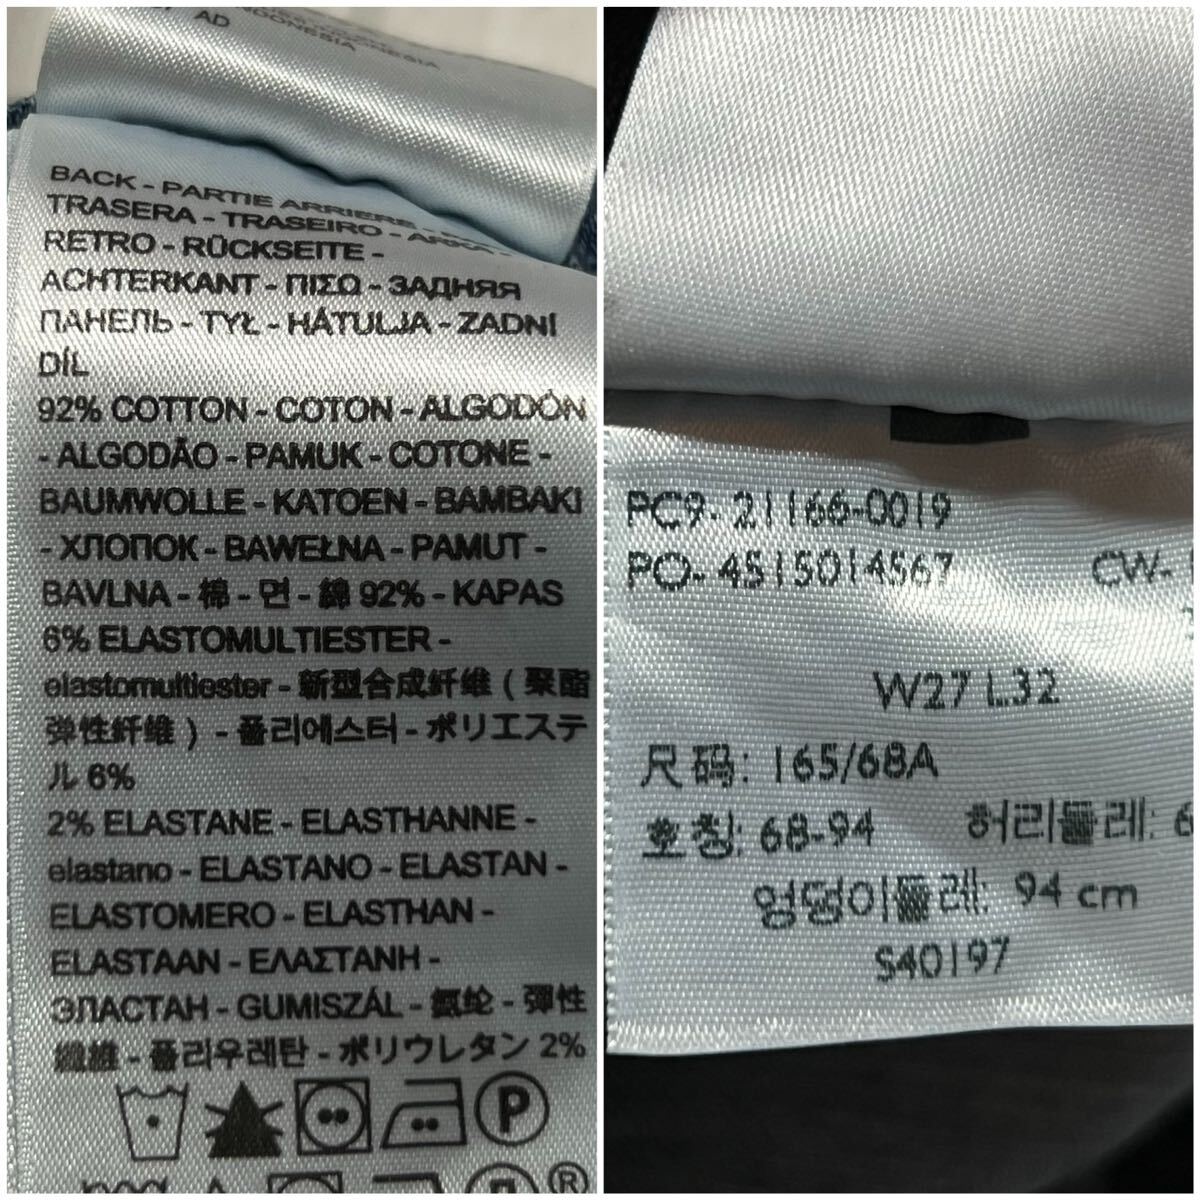 AD
INDONESIA
BACK - PARTIE ARRIERE -
TRASERA - TRASEIRO - ARKA -
RETRO - RÜCKSEITE -
ACHTERKANT - ΠΙΣΩ - ЗАДНЯЯ
ПАНЕЛЬ - TYŁ - HÁTULJA - ZADNÍ
DÍL
92% COTTON - COTON - ALGODÓN
- ALGODÃO - PAMUK - COTONE -
BAUMWOLLE - KATOEN - BAMBAKI
- ХЛОПОК - BAWEŁNA - PAMUT -
BAVLNA - 棉 - 면 - 綿 92% - KAPAS
6% ELASTOMULTIESTER -
elastomultiester - 新型合成纤维 ( 聚酯
弹性纤维 ) - 폴리에스터 - ポリエステ
ル 6%
2% ELASTANE - ELASTHANNE -
elastano - ELASTANO - ELASTAN -
ELASTOMERO - ELASTHAN -
ELASTAAN - ΕΛΑΣΤΑΝΗ -
ЭЛАСТАН - GUMISZÁL - 氨纶 - 彈性
纖維 - 폴리우레탄 - ポリウレタン 2%
P
®
PC9- 21166-0019
PO- 4515014567 CW-
W27 L32
尺码: 165/68A
호칭: 68-94 허리둘레: 6
엉덩이둘레: 94 cm
S40197